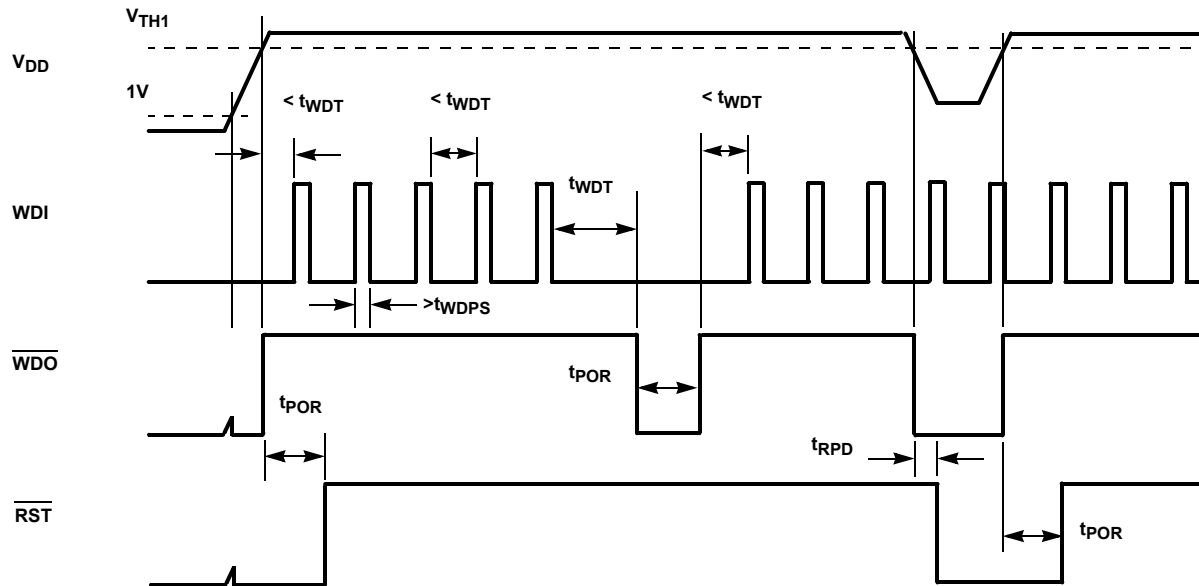 VTH1
VDD
1V
< tWDT
< tWDT
< tWDT
tWDT
WDI
>tWDPS
WDO
tPOR
tPOR
tRPD
RST
tPOR